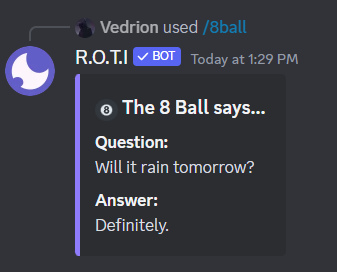 Vedrion used /8ball
R.O.T.I ✓ BOT Today at 1:29 PM
8 The 8 Ball says...
Question:
Will it rain tomorrow?
Answer:
Definitely.